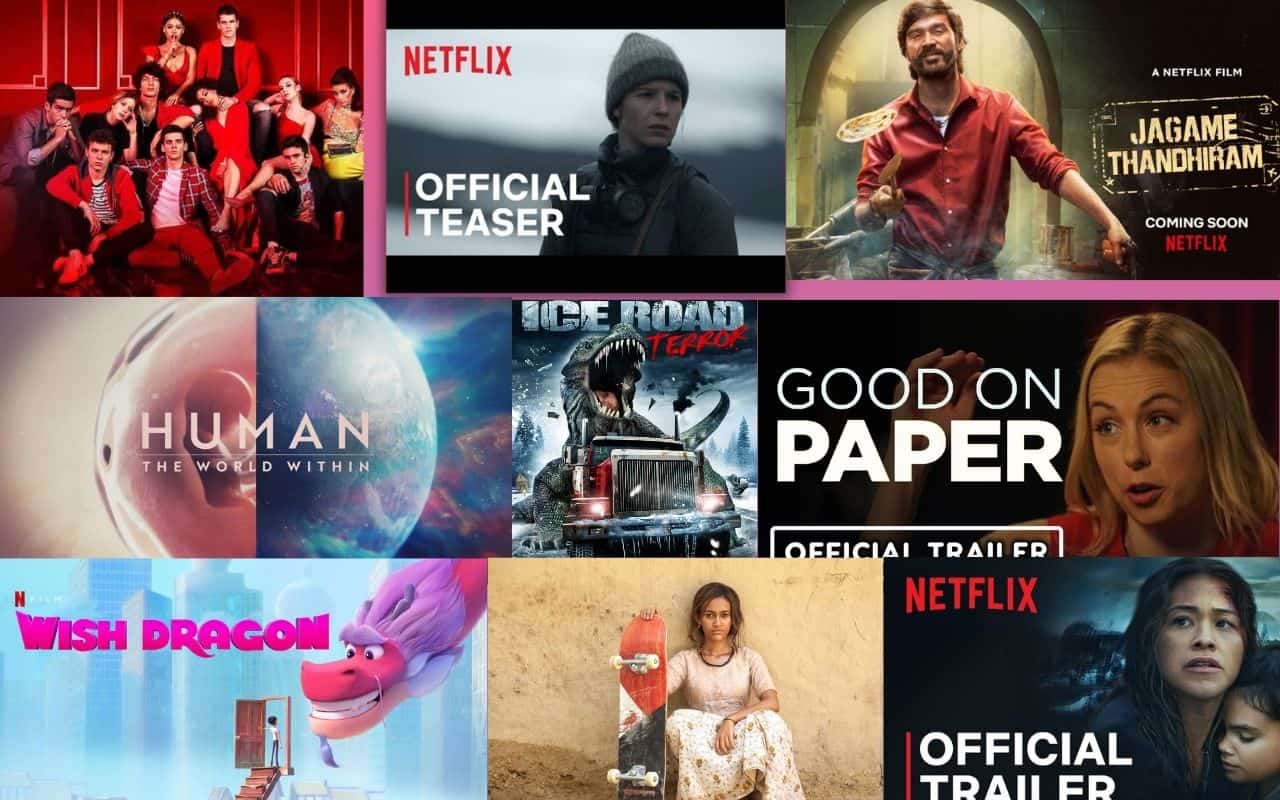 NETFLIX
OFFICIAL
TEASER
A NETFLIX FILM
JAGAME
THANDHIRAM
COMING SOON
NETFLIX
HUMAN
THE WORLD WITHIN
ICE ROAD
TERROR
GOOD ON
PAPER
OFFICIAL TRAILER
N FILM
WISH DRAGON
NETFLIX
OFFICIAL
TRAILER